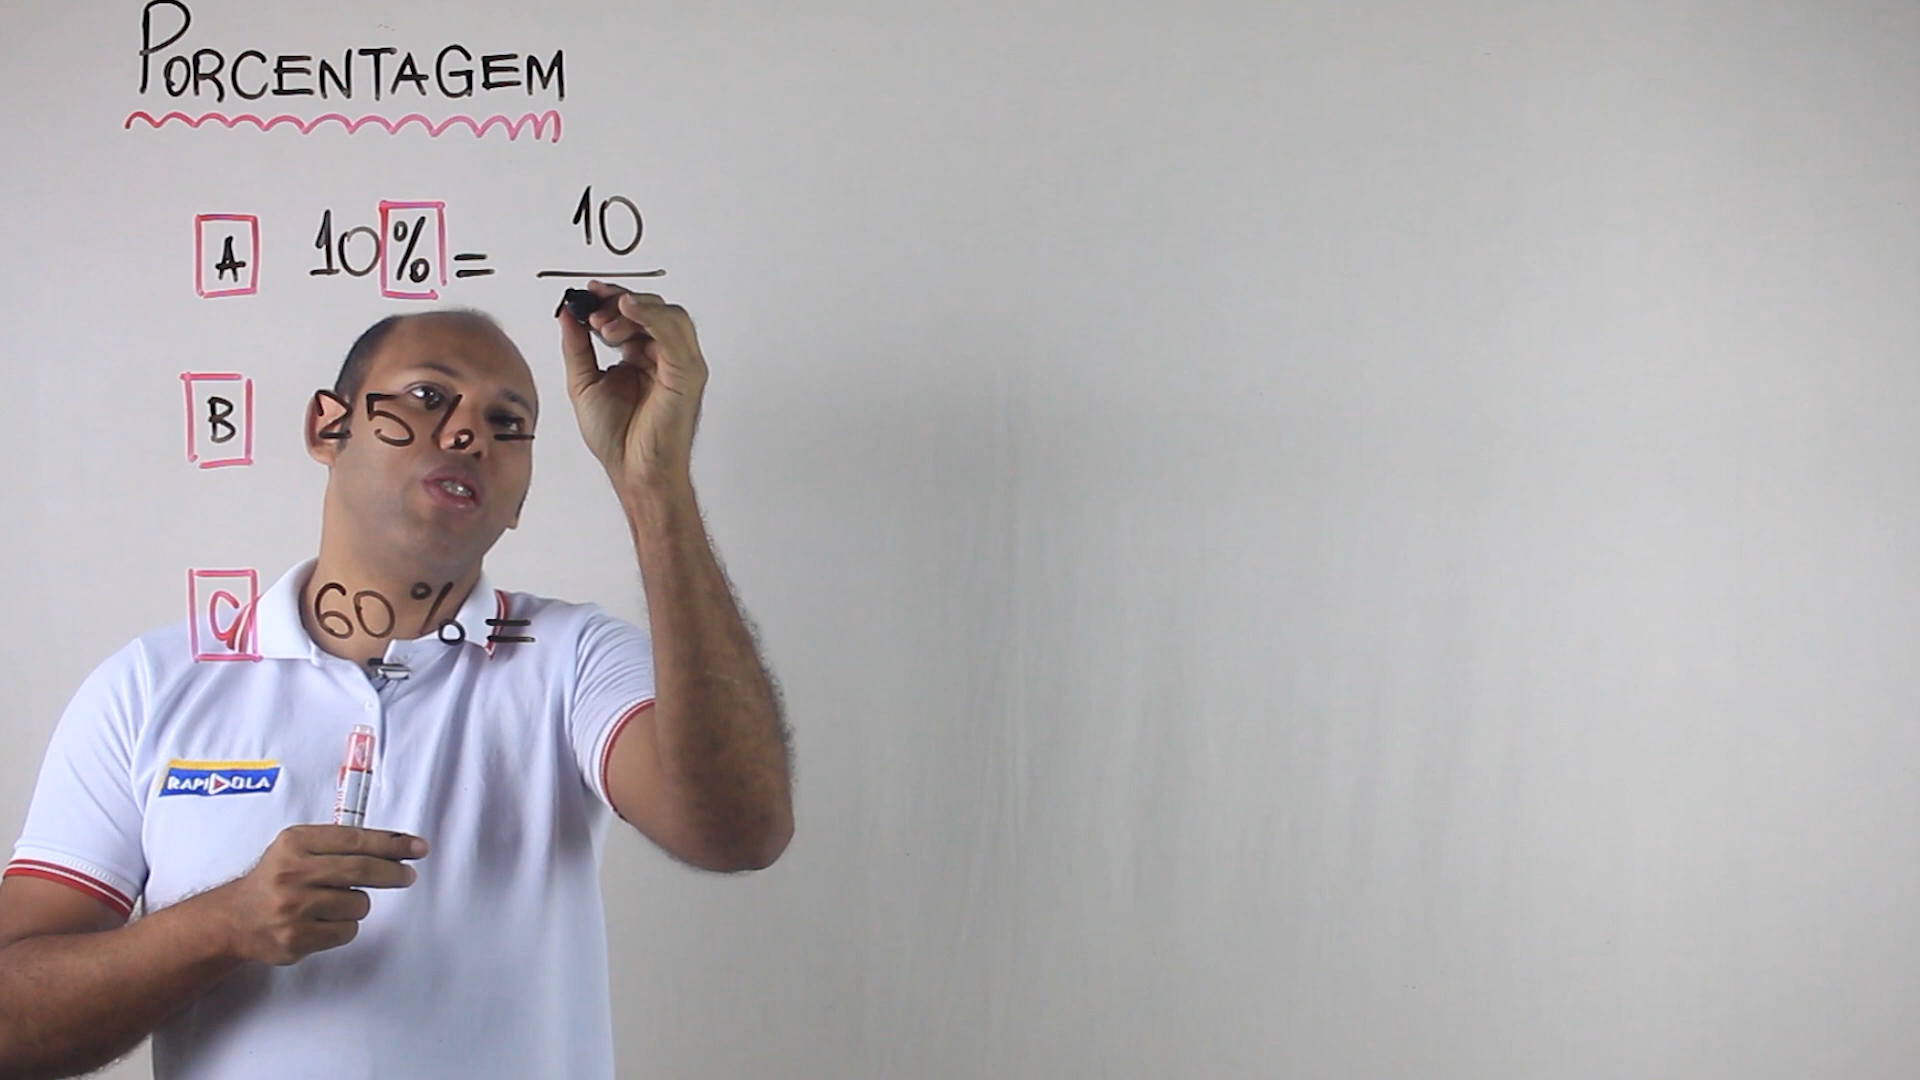 PORCENTAGEM
A 10% = 10
B 25% =
C 60% =
RAPIDOLA